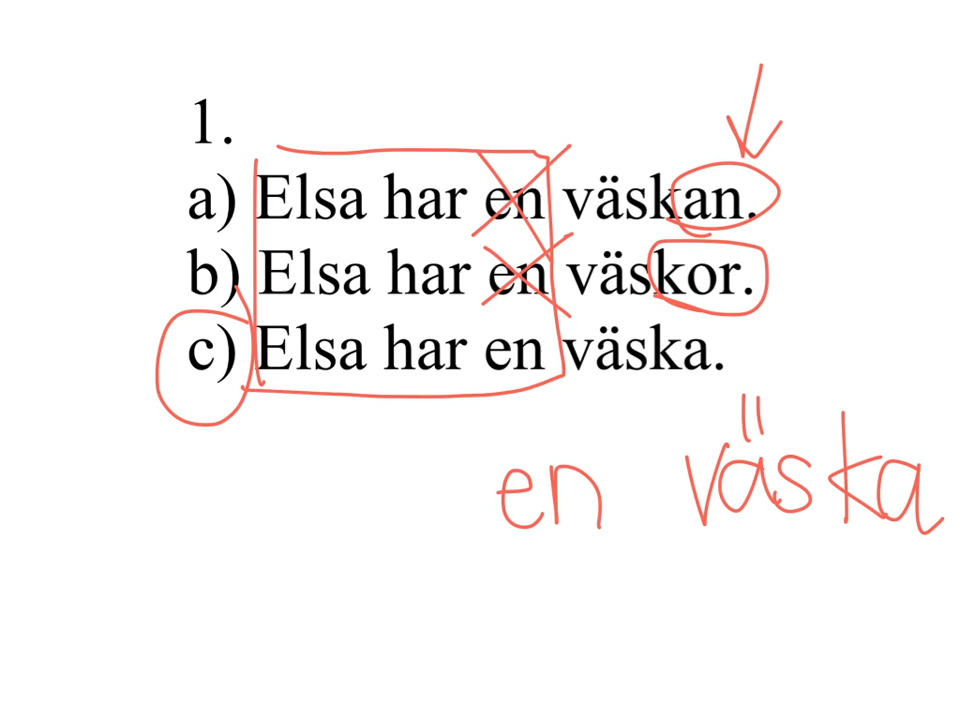 1.
a) Elsa har en väskan.
b) Elsa har en väskor.
c) Elsa har en väska.
en väska